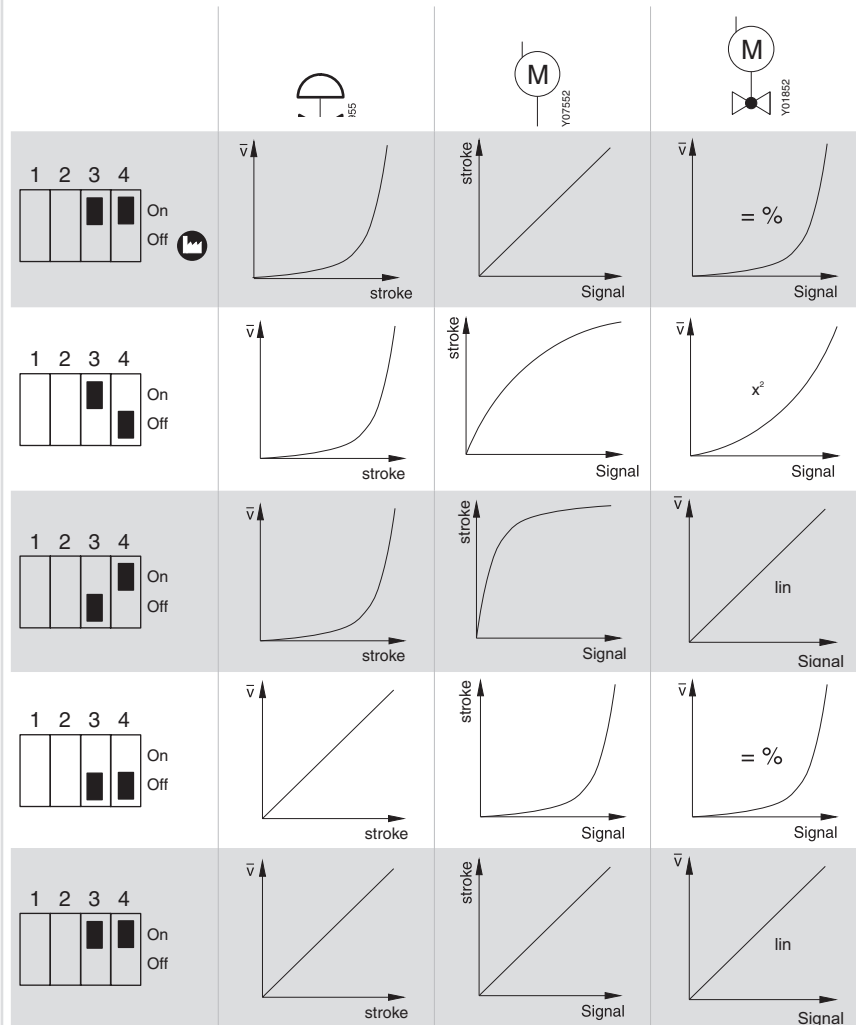 M
M
955
Y07552
Y01852
1 2 3 4
On
Off
v̄
stroke
stroke
Signal
v̄
= %
Signal
1 2 3 4
On
Off
v̄
stroke
stroke
Signal
v̄
x²
Signal
1 2 3 4
On
Off
v̄
stroke
stroke
Signal
v̄
lin
Signal
1 2 3 4
On
Off
v̄
stroke
stroke
Signal
v̄
= %
Signal
1 2 3 4
On
Off
v̄
stroke
stroke
Signal
v̄
lin
Signal